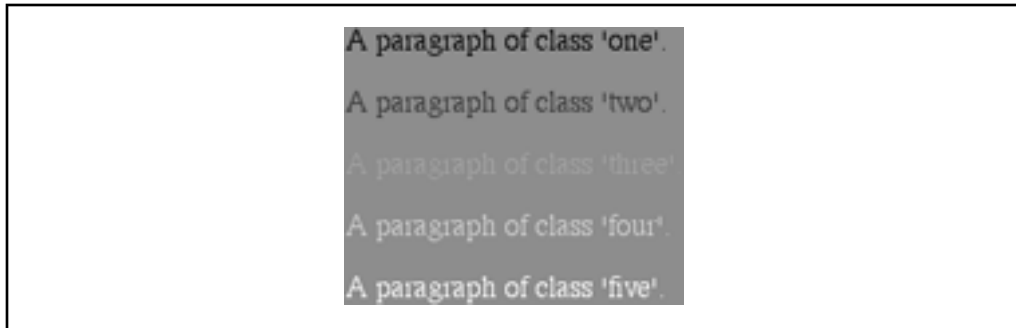 A paragraph of class 'one'.
A paragraph of class 'two'.
A paragraph of class 'three'.
A paragraph of class 'four'.
A paragraph of class 'five'.